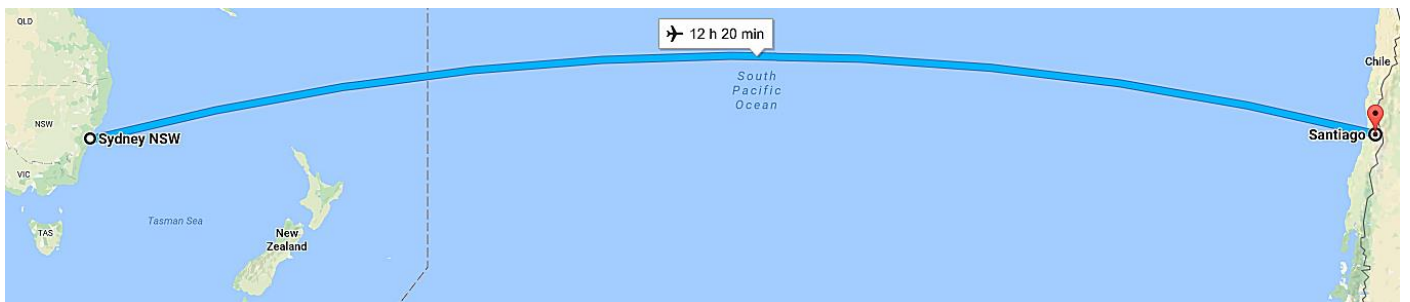 QLD
12 h 20 min
Chile
South
Pacific
Ocean
NSW
Sydney NSW
Santiago
VIC
Tasman Sea
TAS
New
Zealand